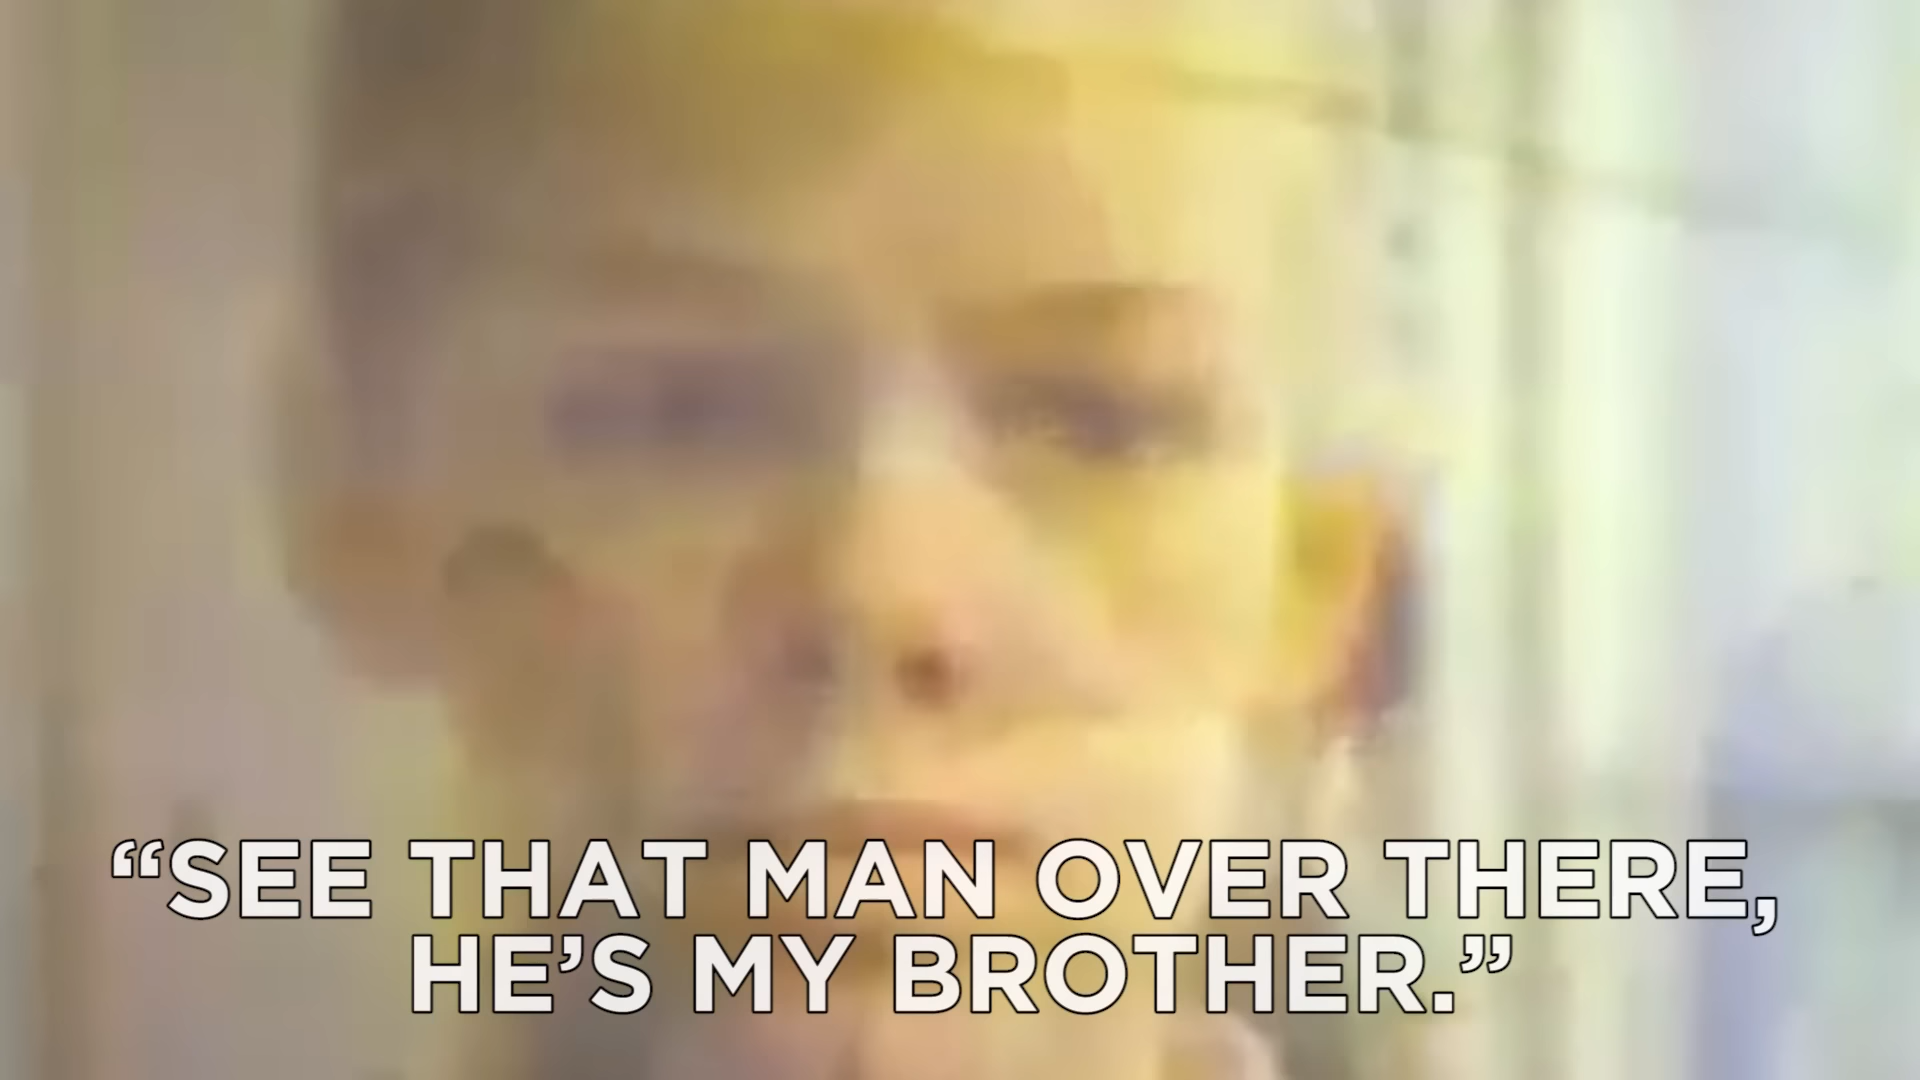 “SEE THAT MAN OVER THERE,
HE’S MY BROTHER.”